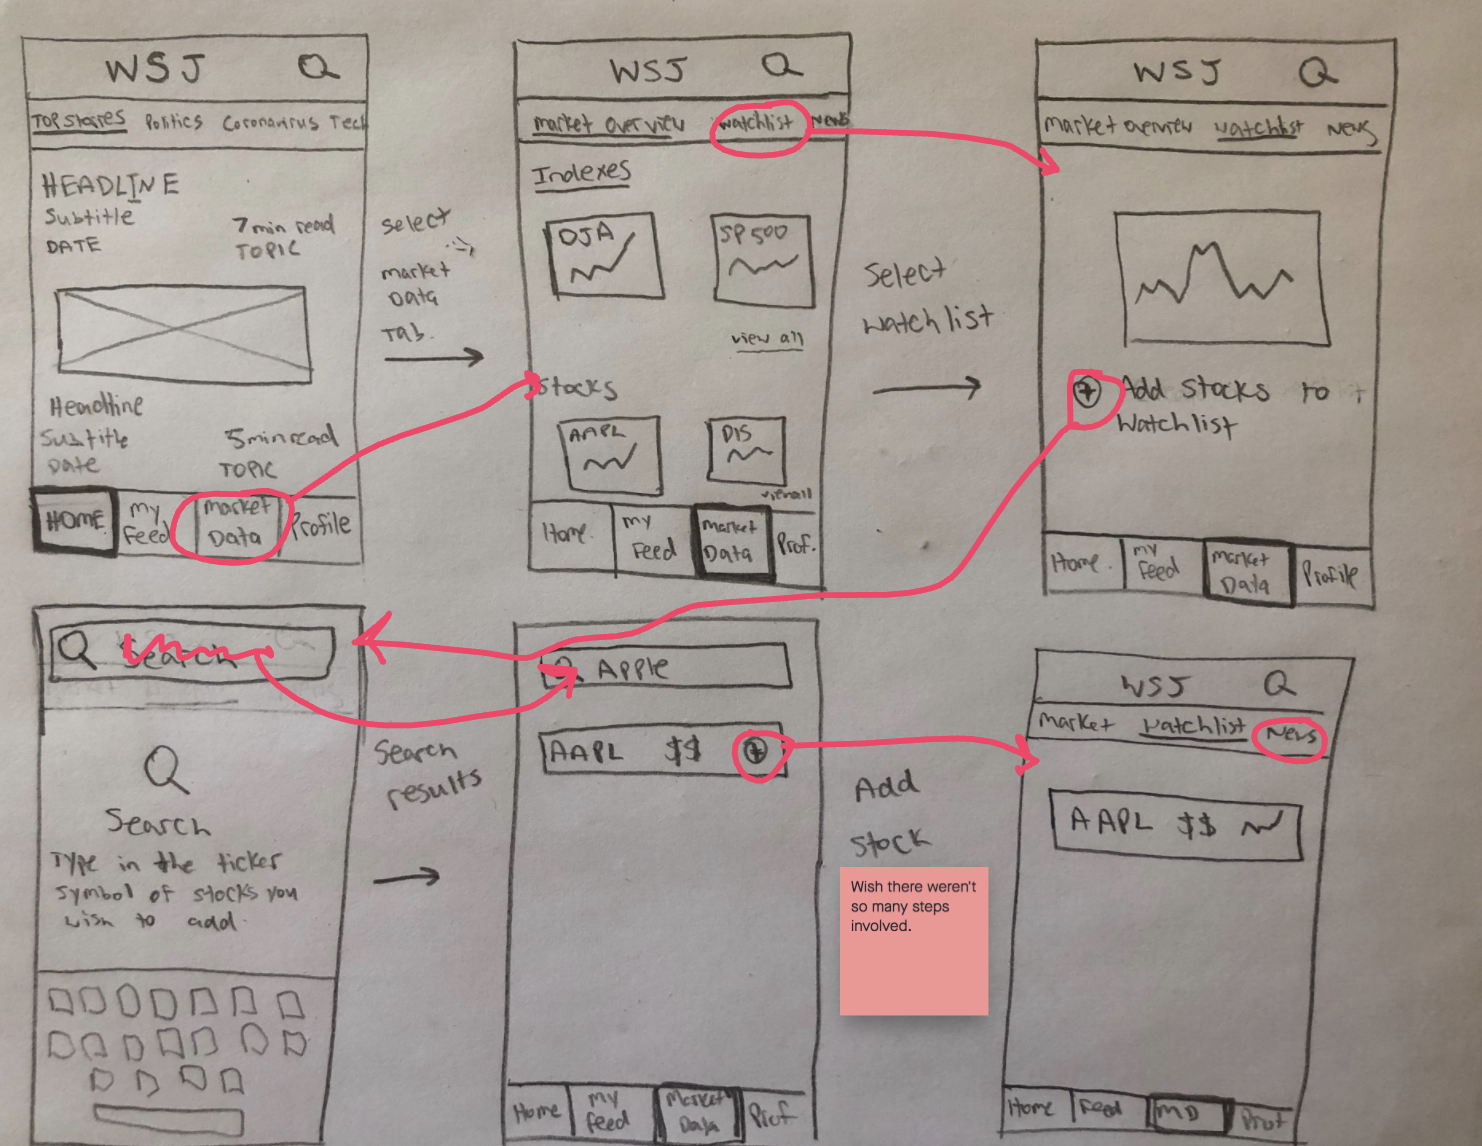 WSJ
TOP stories Politics Coronavirus Tech
HEADLINE
Subtitle
7 min read
DATE
TOPIC
Headline
Subtitle
5 min read
Date
TOPIC
HOME
my Feed
market Data
Profile
select
market
Data
Tab.
WSJ
market overview watchlist News
Indexes
DJA
SP500
view all
Stocks
AAPL
DIS
view all
Home
my Feed
market Data
Prof.
Select
watchlist
WSJ
market overview watchlist News
Add stocks to
watchlist
Home.
my Feed
market Data
Profile
Search
Search
Type in the ticker
symbol of stocks you
wish to add.
Search
results
Apple
AAPL $$ +
Home
my feed
Market Data
Prof
Add
stock
Wish there weren't
so many steps
involved.
WSJ
Market watchlist News
AAPL $$
Home
Feed
MD
Prof